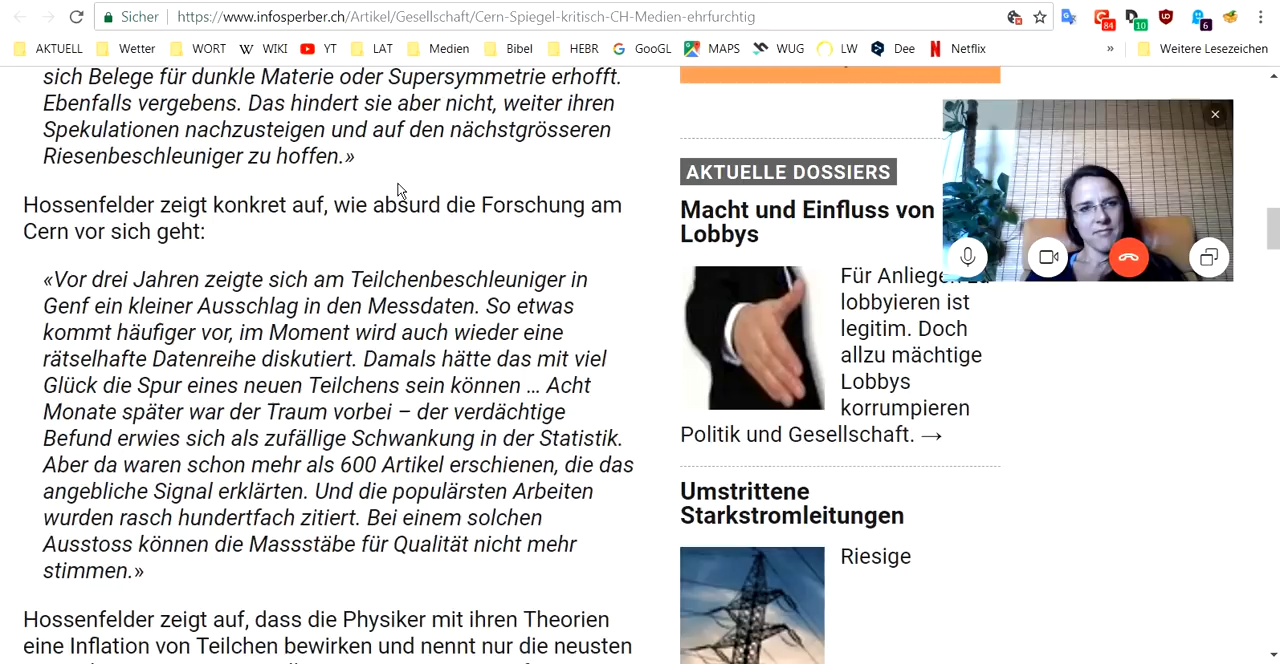 Sicher
https://www.infosperber.ch/Artikel/Gesellschaft/Cern-Spiegel-kritisch-CH-Medien-ehrfurchtig
84
10
6
AKTUELL
Wetter
WORT
WIKI
YT
LAT
Medien
Bibel
HEBR
GooGL
MAPS
WUG
LW
Dee
Netflix
»
Weitere Lesezeichen
sich Belege für dunkle Materie oder Supersymmetrie erhofft.
Ebenfalls vergebens. Das hindert sie aber nicht, weiter ihren
Spekulationen nachzusteigen und auf den nächstgrösseren
Riesenbeschleuniger zu hoffen.»
Hossenfelder zeigt konkret auf, wie absurd die Forschung am
Cern vor sich geht:
«Vor drei Jahren zeigte sich am Teilchenbeschleuniger in
Genf ein kleiner Ausschlag in den Messdaten. So etwas
kommt häufiger vor, im Moment wird auch wieder eine
rätselhafte Datenreihe diskutiert. Damals hätte das mit viel
Glück die Spur eines neuen Teilchens sein können … Acht
Monate später war der Traum vorbei – der verdächtige
Befund erwies sich als zufällige Schwankung in der Statistik.
Aber da waren schon mehr als 600 Artikel erschienen, die das
angebliche Signal erklärten. Und die populärsten Arbeiten
wurden rasch hundertfach zitiert. Bei einem solchen
Ausstoss können die Massstäbe für Qualität nicht mehr
stimmen.»
Hossenfelder zeigt auf, dass die Physiker mit ihren Theorien
eine Inflation von Teilchen bewirken und nennt nur die neusten
AKTUELLE DOSSIERS
Macht und Einfluss von
Lobbys
Für Anliegen zu
lobbyieren ist
legitim. Doch
allzu mächtige
Lobbys
korrumpieren
Politik und Gesellschaft. →
Umstrittene
Starkstromleitungen
Riesige